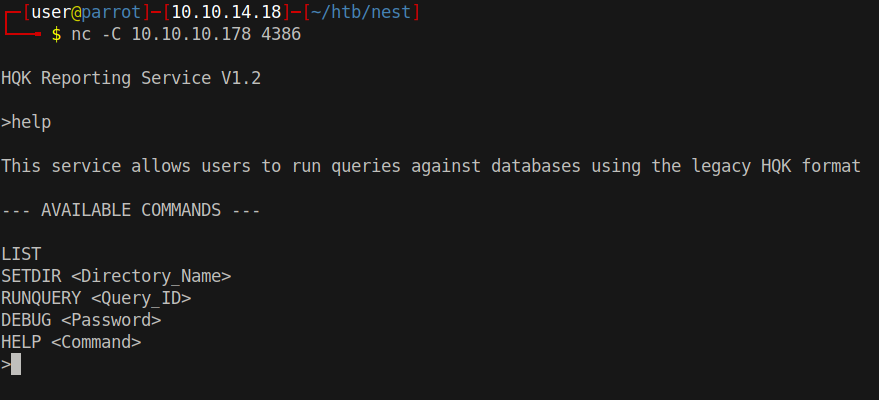 ┌─[user@parrot]─[10.10.14.18]─[~/htb/nest]
└──╼ $ nc -C 10.10.10.178 4386
HQK Reporting Service V1.2
>help
This service allows users to run queries against databases using the legacy HQK format
--- AVAILABLE COMMANDS ---
LIST
SETDIR <Directory_Name>
RUNQUERY <Query_ID>
DEBUG <Password>
HELP <Command>
>